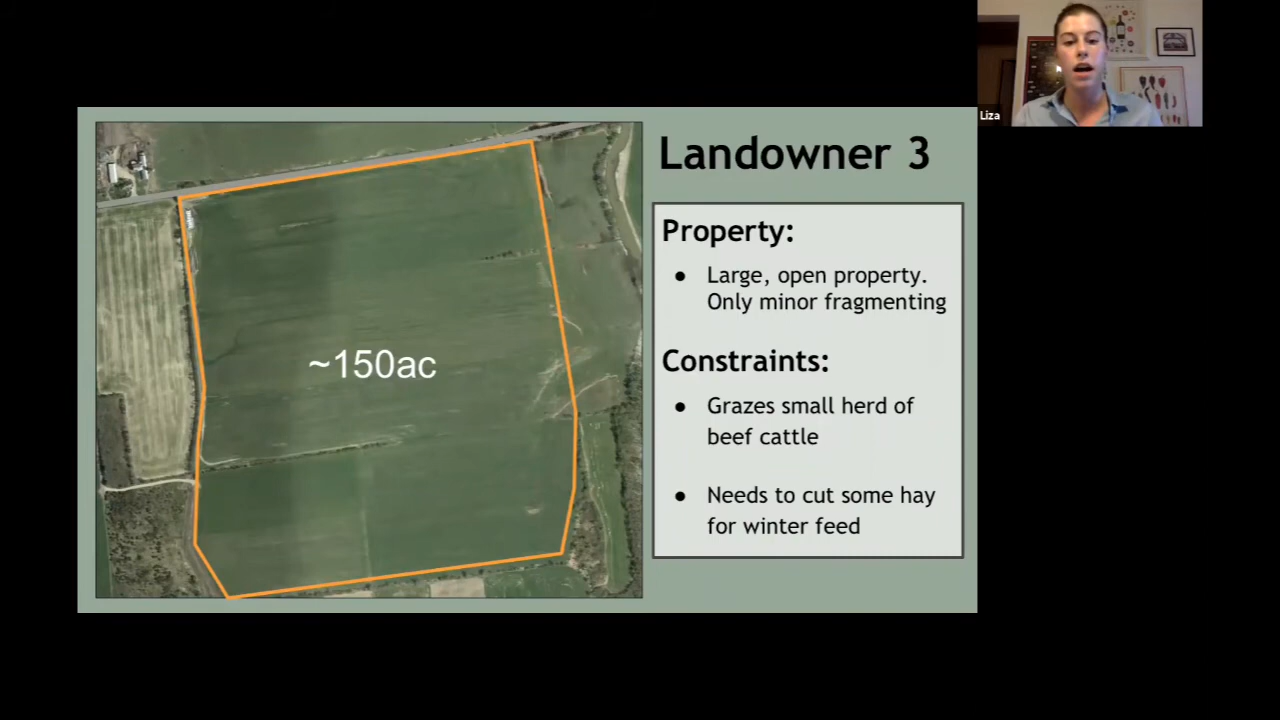 Liza
Landowner 3
~150ac
Property:
● Large, open property.
Only minor fragmenting
Constraints:
● Grazes small herd of
beef cattle
● Needs to cut some hay
for winter feed